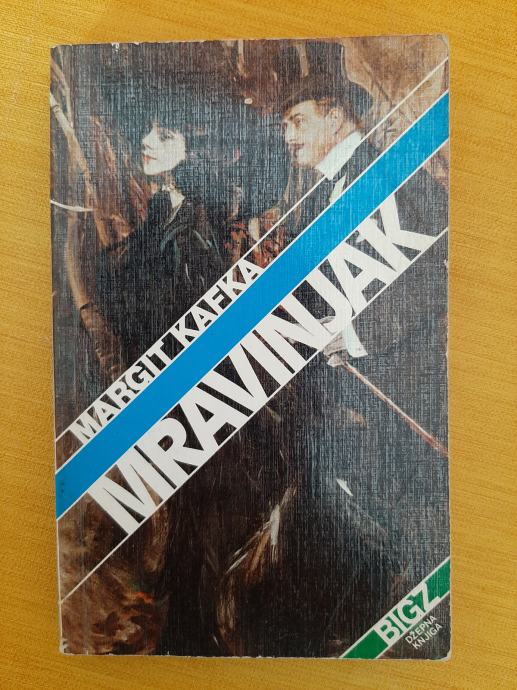 MARGIT KAFKA
MRAVINJAK
BIGZ
DŽEPNA
KNJIGA